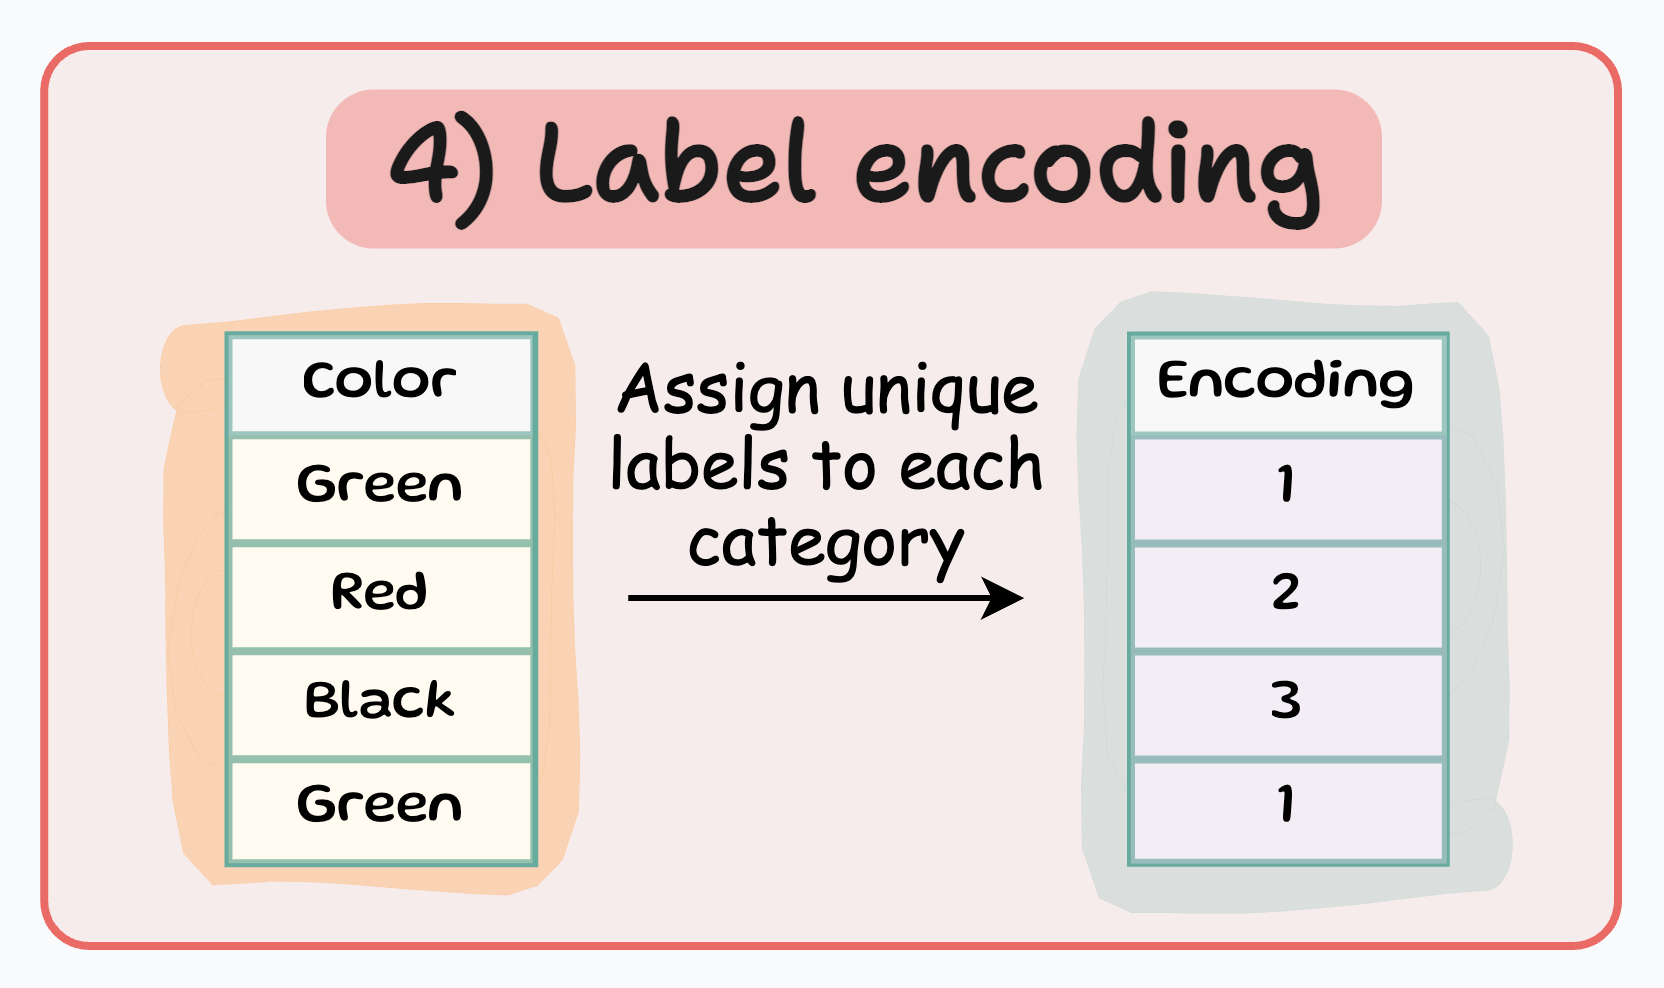 4) Label encoding
Color
Green
Red
Black
Green
Assign unique
labels to each
category
Encoding
1
2
3
1